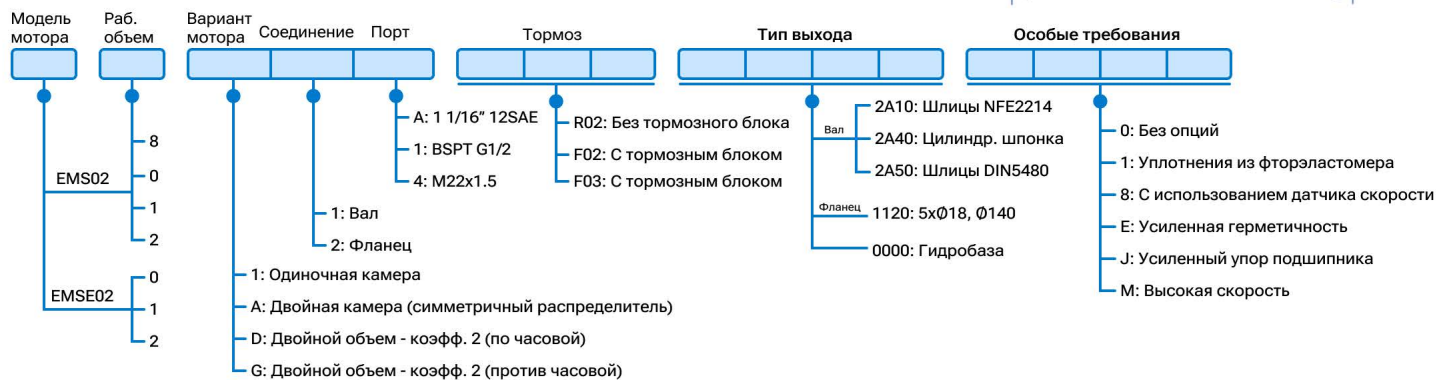 Модель
мотора
Раб.
объем
Вариант
мотора
Соединение
Порт
Тормоз
Тип выхода
Особые требования
EMS02
8
0
1
2
EMSE02
0
1
2
1: Одиночная камера
A: Двойная камера (симметричный распределитель)
D: Двойной объем - коэфф. 2 (по часовой)
G: Двойной объем - коэфф. 2 (против часовой)
1: Вал
2: Фланец
A: 1 1/16” 12SAE
1: BSPT G1/2
4: M22x1.5
R02: Без тормозного блока
F02: С тормозным блоком
F03: С тормозным блоком
Вал
2A10: Шлицы NFE2214
2A40: Цилиндр. шпонка
2A50: Шлицы DIN5480
Фланец
1120: 5xØ18, Ø140
0000: Гидробаза
0: Без опций
1: Уплотнения из фторэластомера
8: С использованием датчика скорости
E: Усиленная герметичность
J: Усиленный упор подшипника
M: Высокая скорость